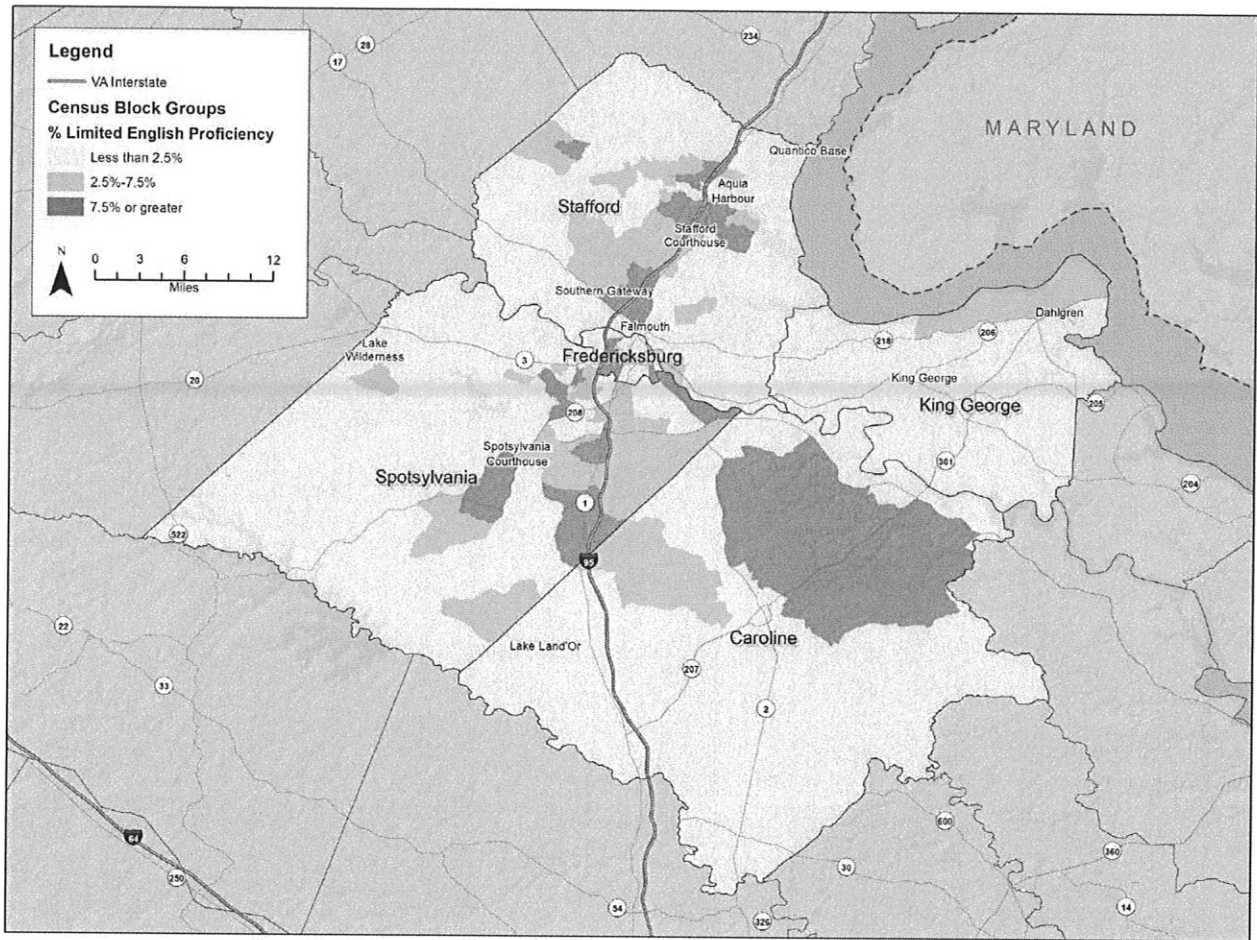 Legend
VA Interstate
Census Block Groups
% Limited English Proficiency
Less than 2.5%
2.5%-7.5%
7.5% or greater
N
0 3 6 12
Miles
28
17
234
MARYLAND
Quantico Base
Aquia
Harbour
Stafford
Stafford
Courthouse
Southern Gateway
Falmouth
Dahlgren
218
206
Lake
Wilderness
3
Fredericksburg
20
King George
King George
205
208
Spotsylvania
Courthouse
301
Spotsylvania
204
1
522
95
22
Caroline
Lake Land'Or
207
33
2
64
600
360
250
30
54
326
14